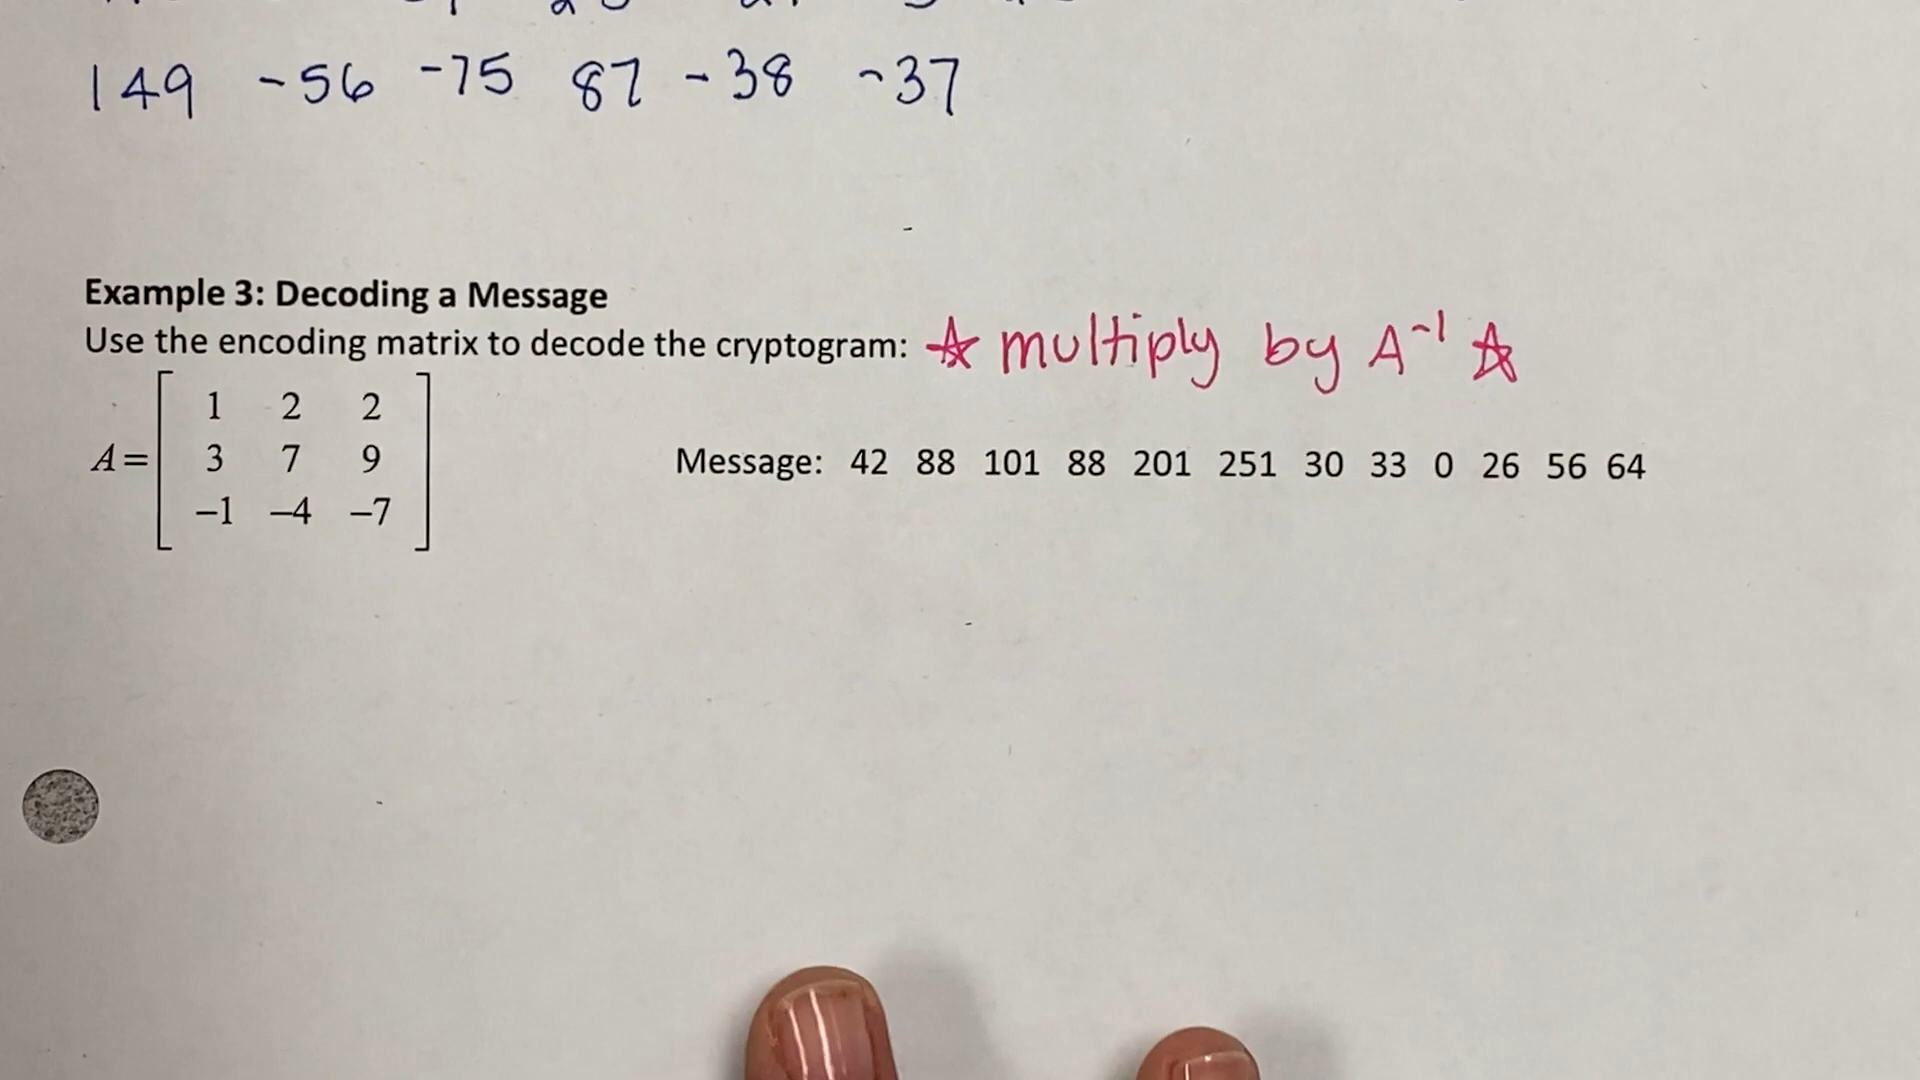 149 -56 -75 87 -38 -37
Example 3: Decoding a Message
Use the encoding matrix to decode the cryptogram: ☆ multiply by A⁻¹ ☆
1 2 2
A= 3 7 9
−1 −4 −7
Message: 42 88 101 88 201 251 30 33 0 26 56 64